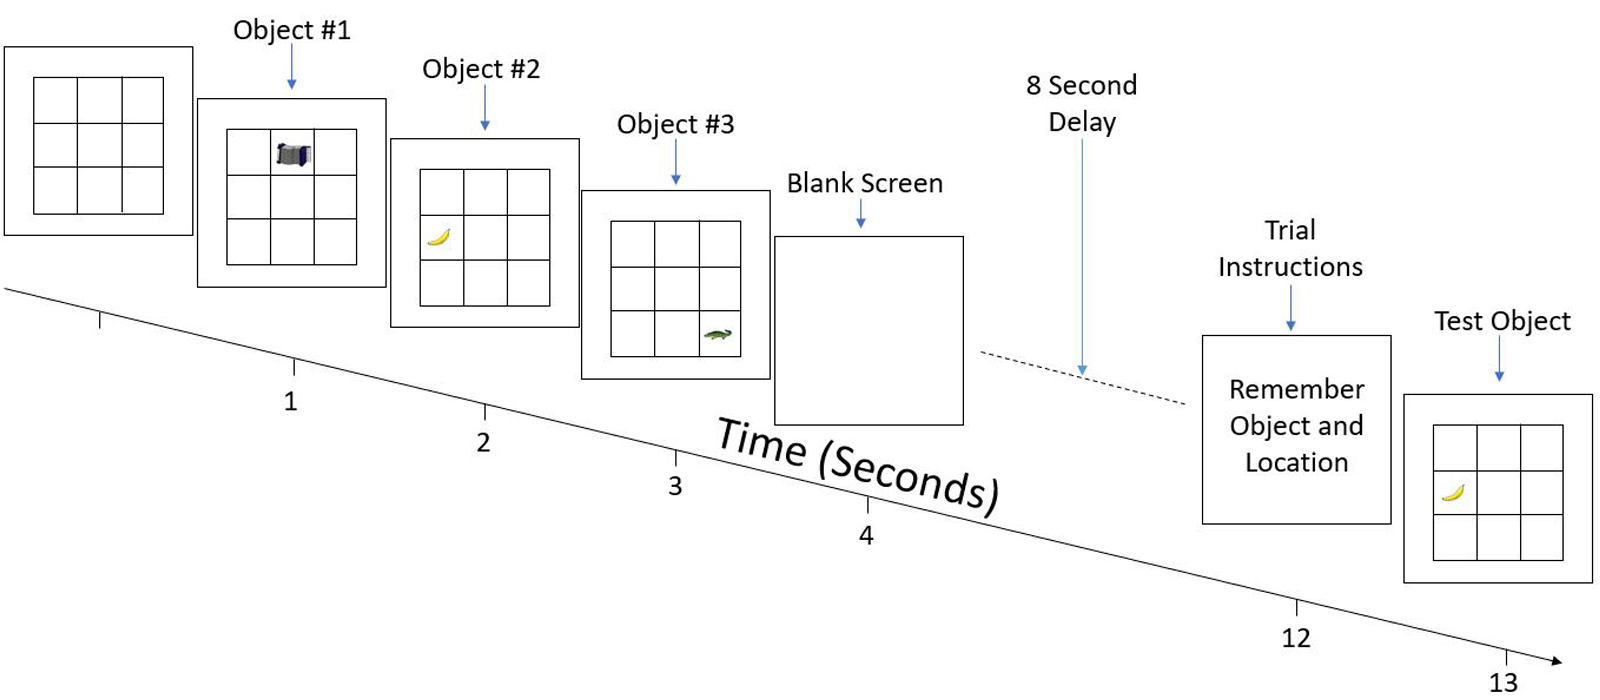 Object #1
Object #2
Object #3
Blank Screen
8 Second
Delay
Trial
Instructions
Test Object
Remember
Object and
Location
Time (Seconds)
1
2
3
4
12
13